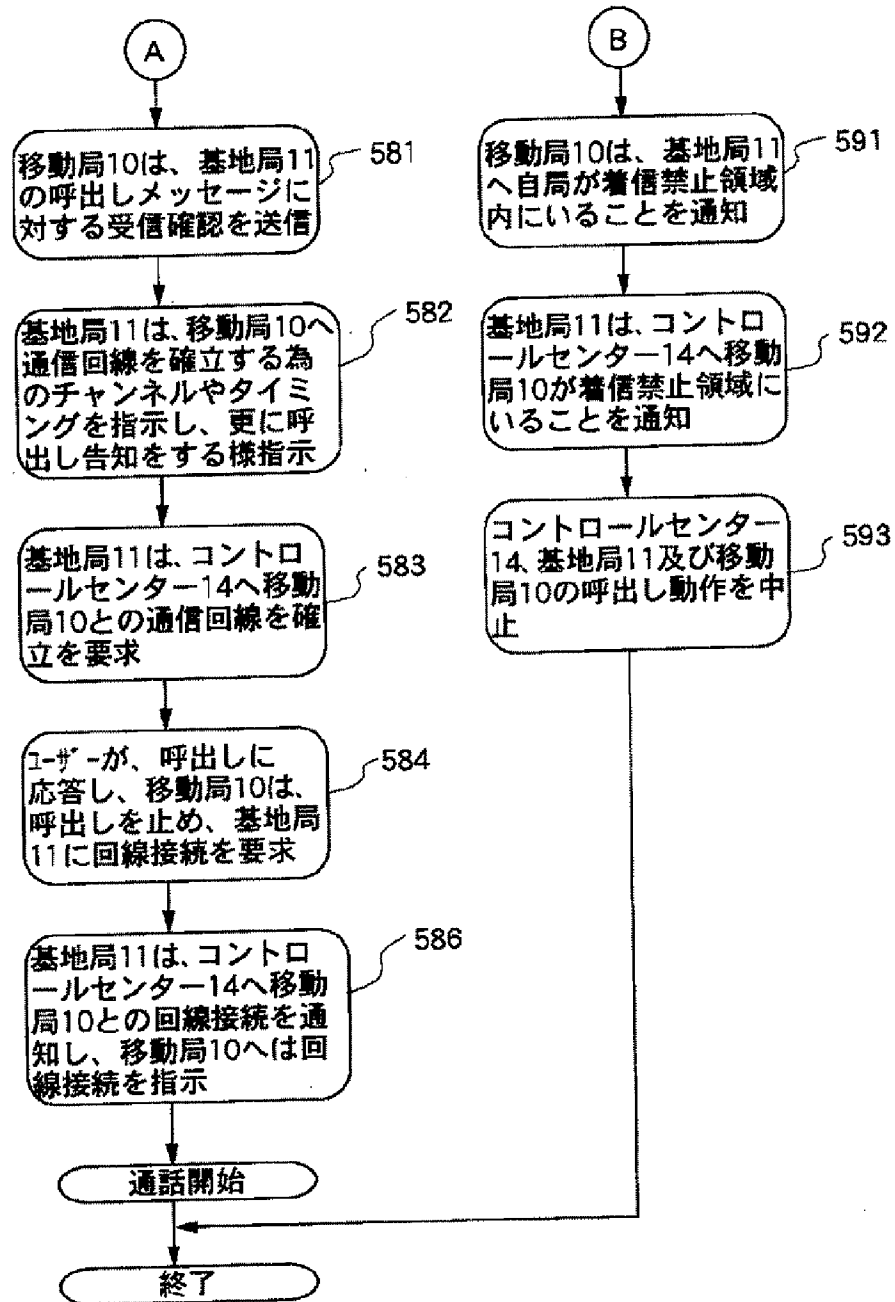 A
移動局10は、基地局11
の呼出しメッセージに
対する受信確認を送信
581
基地局11は、移動局10へ
通信回線を確立する為
のチャンネルやタイミ
ングを指示し、更に呼
出し告知をする様指示
582
基地局11は、コントロ
ールセンター14へ移動
局10との通信回線を確
立を要求
583
ユーザーが、呼出しに
応答し、移動局10は、
呼出しを止め、基地局
11に回線接続を要求
584
基地局11は、コントロ
ールセンター14へ移動
局10との回線接続を通
知し、移動局10へは回
線接続を指示
586
通話開始
終了
B
移動局10は、基地局11
へ自局が着信禁止領域
内にいることを通知
591
基地局11は、コントロ
ールセンター14へ移動
局10が着信禁止領域に
いることを通知
592
コントロールセンター
14、基地局11及び移動
局10の呼出し動作を中
止
593